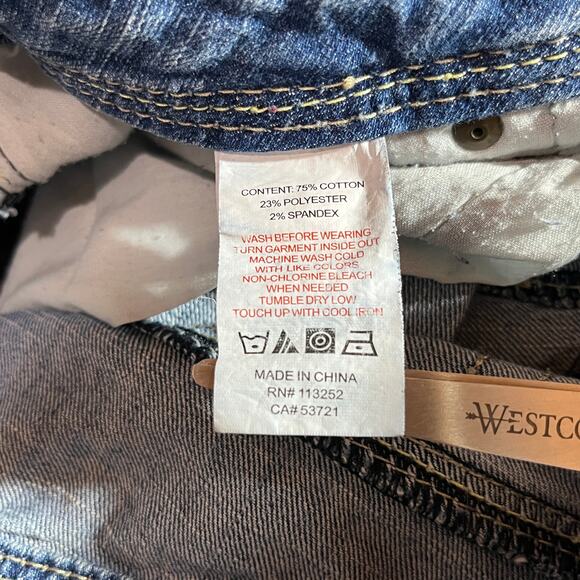 CONTENT: 75% COTTON
23% POLYESTER
2% SPANDEX
WASH BEFORE WEARING
TURN GARMENT INSIDE OUT
MACHINE WASH COLD
WITH LIKE COLORS
NON-CHLORINE BLEACH
WHEN NEEDED
TUMBLE DRY LOW
TOUCH UP WITH COOL IRON
MADE IN CHINA
RN# 113252
CA# 53721
WESTCO